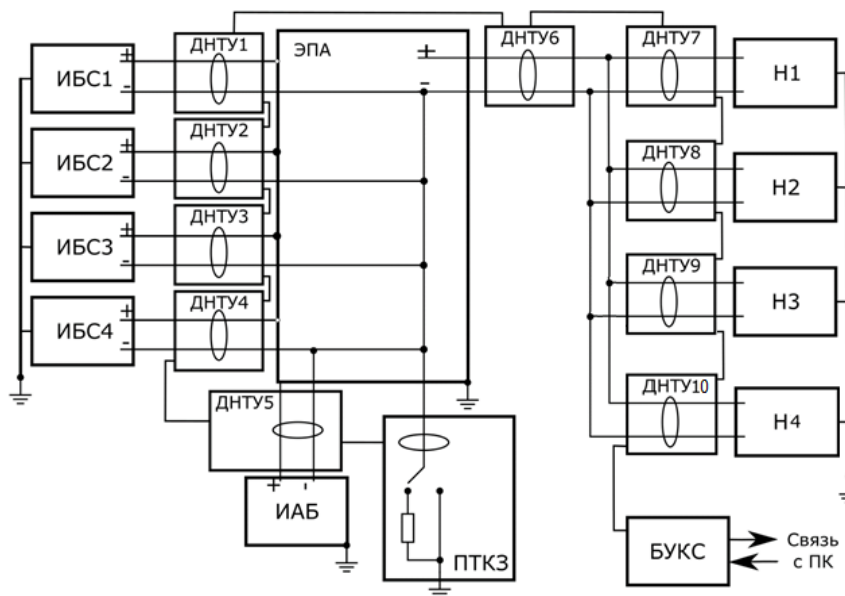 ДНТУ1
ЭПА
+
-
ДНТУ6
ДНТУ7
ИБС1
+
-
Н1
ДНТУ2
ИБС2
+
-
ДНТУ8
Н2
ДНТУ3
ИБС3
+
-
ДНТУ9
Н3
ДНТУ4
ИБС4
+
-
ДНТУ10
Н4
ДНТУ5
+
-
ИАБ
ПТКЗ
БУКС
Связь
с ПК